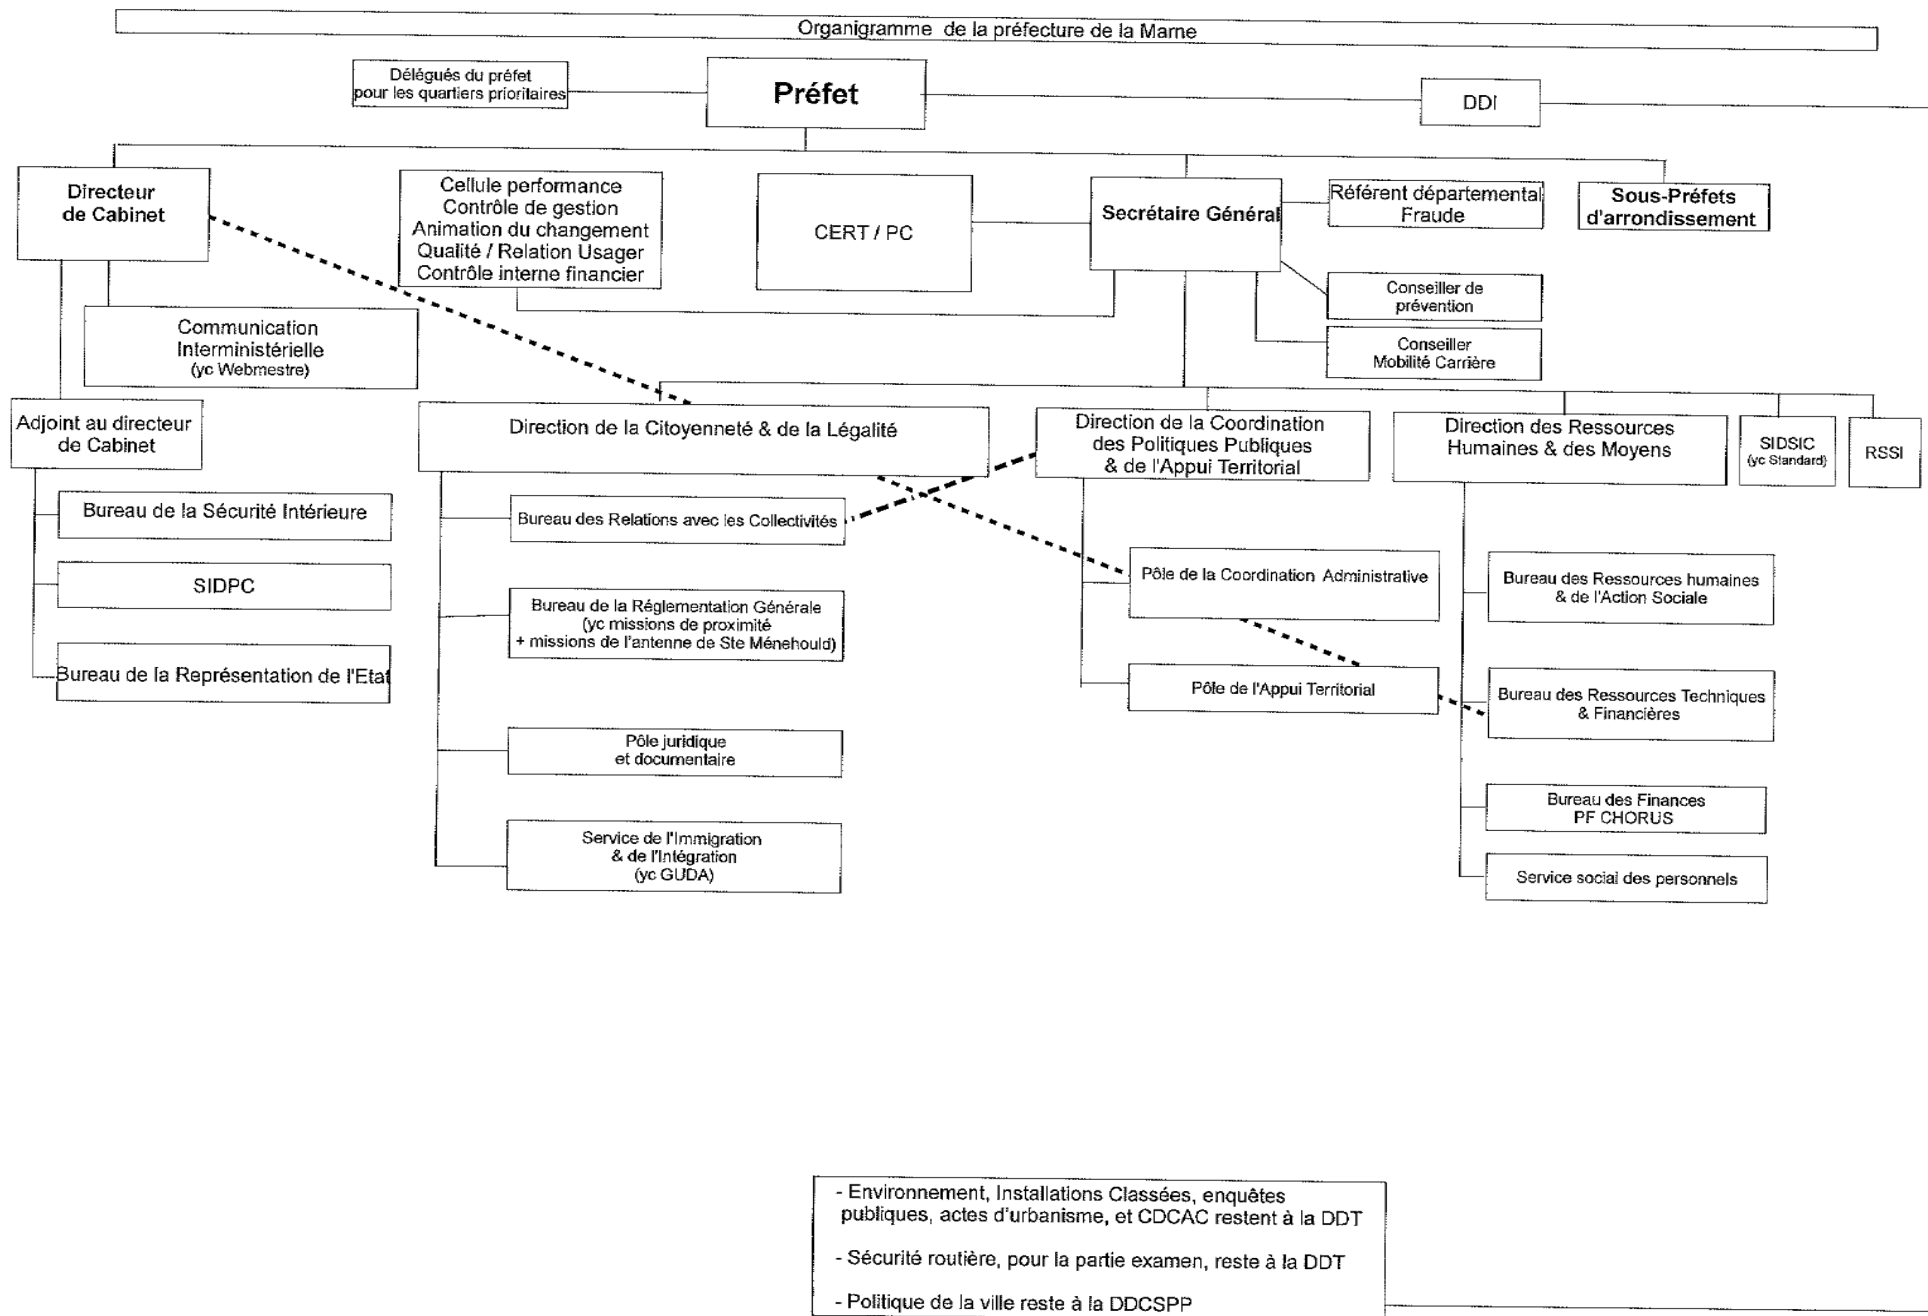 Organigramme de la préfecture de la Marne
Délégués du préfet
pour les quartiers prioritaires
Préfet
DDI
Directeur
de Cabinet
Cellule performance
Contrôle de gestion
Animation du changement
Qualité / Relation Usager
Contrôle interne financier
CERT / PC
Secrétaire Général
Référent départemental
Fraude
Sous-Préfets
d'arrondissement
Conseiller de
prévention
Conseiller
Mobilité Carrière
Communication
Interministérielle
(yc Webmestre)
Adjoint au directeur
de Cabinet
Direction de la Citoyenneté & de la Légalité
Direction de la Coordination
des Politiques Publiques
& de l'Appui Territorial
Direction des Ressources
Humaines & des Moyens
SIDSIC
(yc Standard)
RSSI
Bureau de la Sécurité Intérieure
SIDPC
Bureau de la Représentation de l'Etat
Bureau des Relations avec les Collectivités
Bureau de la Réglementation Générale
(yc missions de proximité
+ missions de l'antenne de Ste Ménehould)
Pôle juridique
et documentaire
Service de l'Immigration
& de l'Intégration
(yc GUDA)
Pôle de la Coordination Administrative
Pôle de l'Appui Territorial
Bureau des Ressources humaines
& de l'Action Sociale
Bureau des Ressources Techniques
& Financières
Bureau des Finances
PF CHORUS
Service social des personnels
- Environnement, Installations Classées, enquêtes
publiques, actes d'urbanisme, et CDCAC restent à la DDT
- Sécurité routière, pour la partie examen, reste à la DDT
- Politique de la ville reste à la DDCSPP